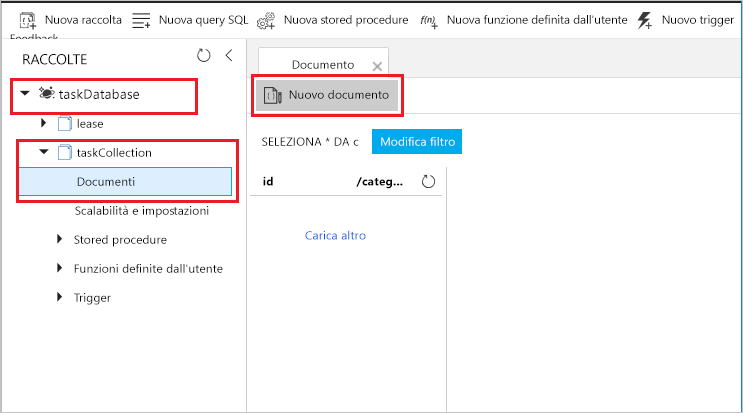 Nuova raccolta Nuova query SQL Nuova stored procedure f(n) Nuova funzione definita dall'utente Nuovo trigger
Feedback
RACCOLTE
Documento
taskDatabase
Nuovo documento
lease
SELEZIONA * DA c Modifica filtro
taskCollection
Documenti
id /categ...
Scalabilità e impostazioni
Carica altro
Stored procedure
Funzioni definite dall'utente
Trigger